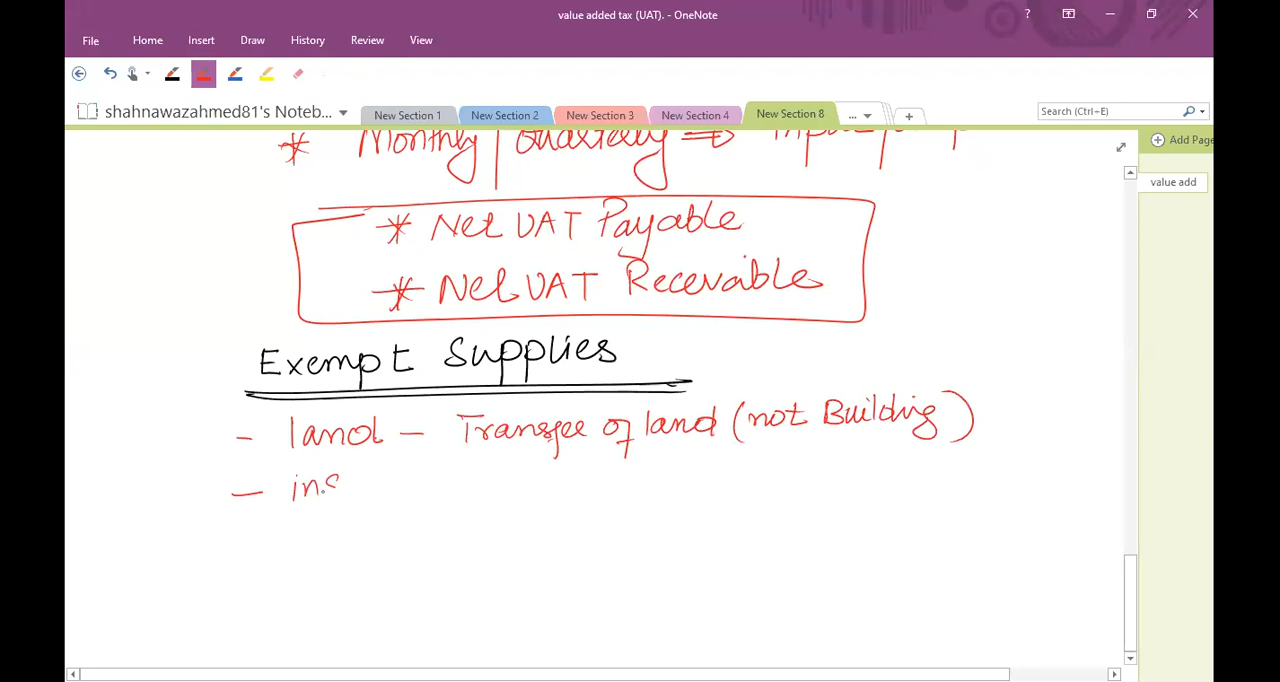 value added tax (UAT). - OneNote
?
File Home Insert Draw History Review View
shahnawazahmed81's Noteb... New Section 1 New Section 2 New Section 3 New Section 4 New Section 8 ... + Search (Ctrl+E)
Add Page
value add
* Monthly / Quarterly ⇒
* Net VAT Payable
* Net VAT Recevable
Exempt Supplies
- land - Transfee of land (not Building)
- ins